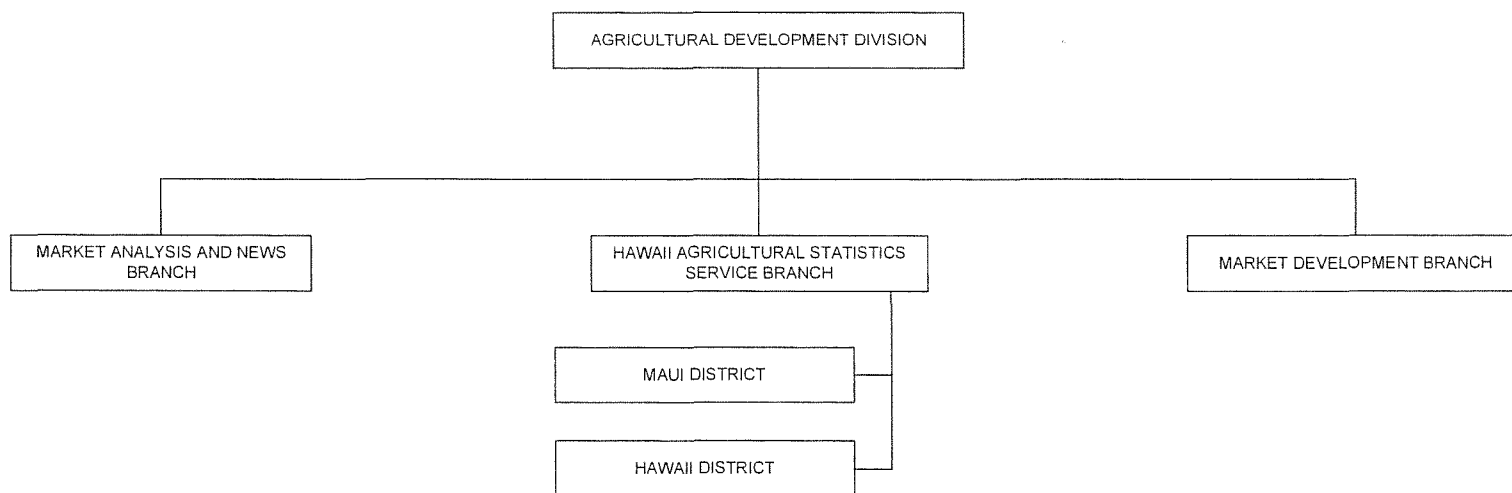 AGRICULTURAL DEVELOPMENT DIVISION
MARKET ANALYSIS AND NEWS
BRANCH
HAWAII AGRICULTURAL STATISTICS
SERVICE BRANCH
MARKET DEVELOPMENT BRANCH
MAUI DISTRICT
HAWAII DISTRICT